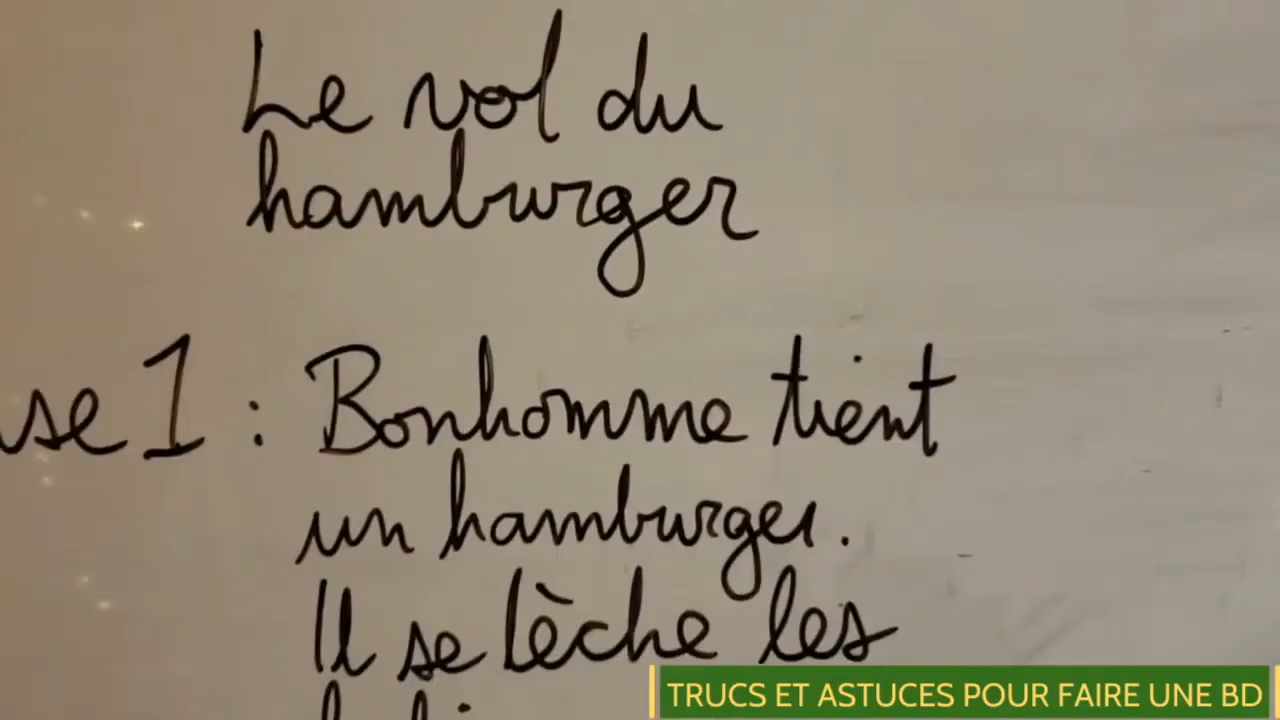 Le vol du
hamburger
se 1 : Bonhomme tient
un hamburger.
Il se lèche les
TRUCS ET ASTUCES POUR FAIRE UNE BD